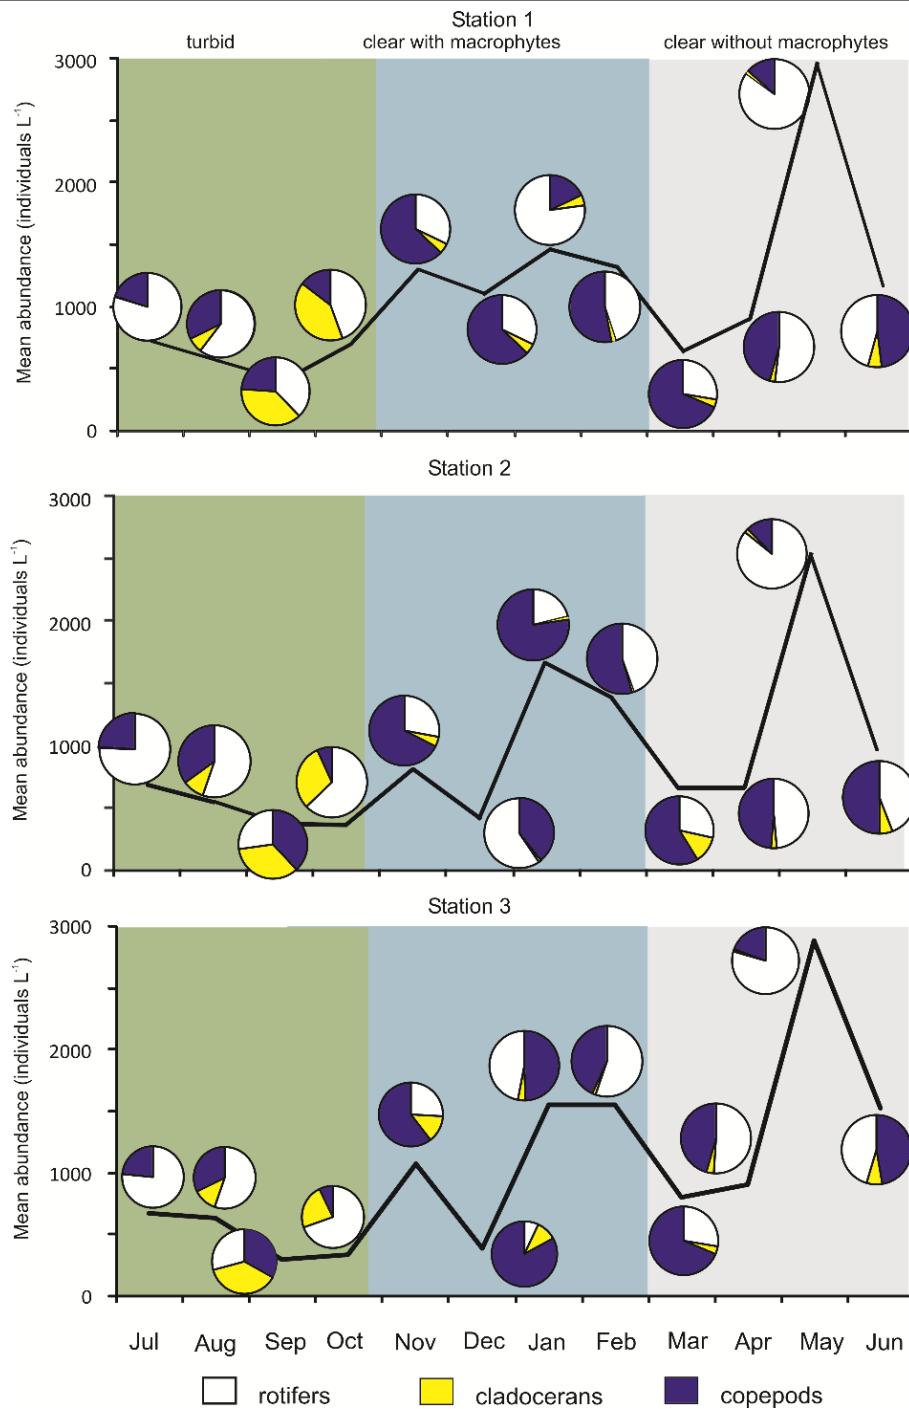 Station 1
turbid clear with macrophytes clear without macrophytes
Mean abundance (individuals L⁻¹)
3000
2000
1000
0
Station 2
Mean abundance (individuals L⁻¹)
3000
2000
1000
0
Station 3
Mean abundance (individuals L⁻¹)
3000
2000
1000
0
Jul Aug Sep Oct Nov Dec Jan Feb Mar Apr May Jun
rotifers cladocerans copepods